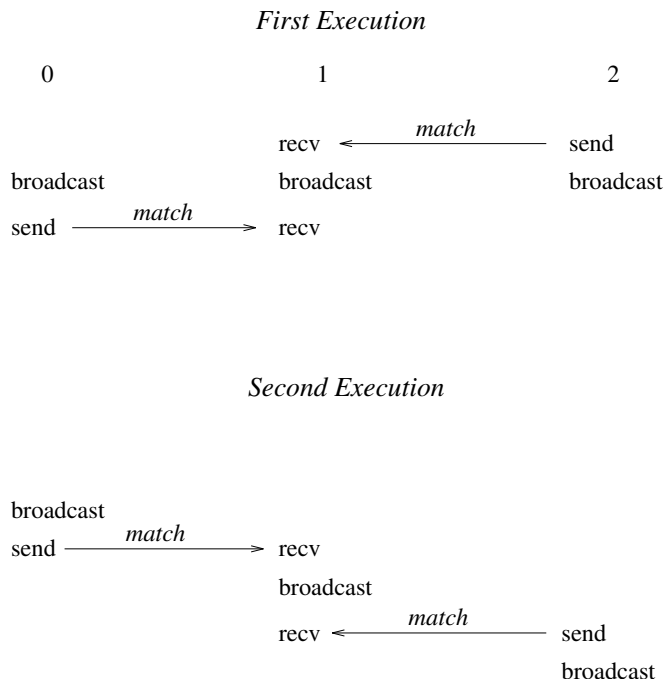 First Execution
0 1 2
match
recv send
broadcast broadcast broadcast
match
send recv
Second Execution
broadcast
match
send recv
broadcast
match
recv send
broadcast